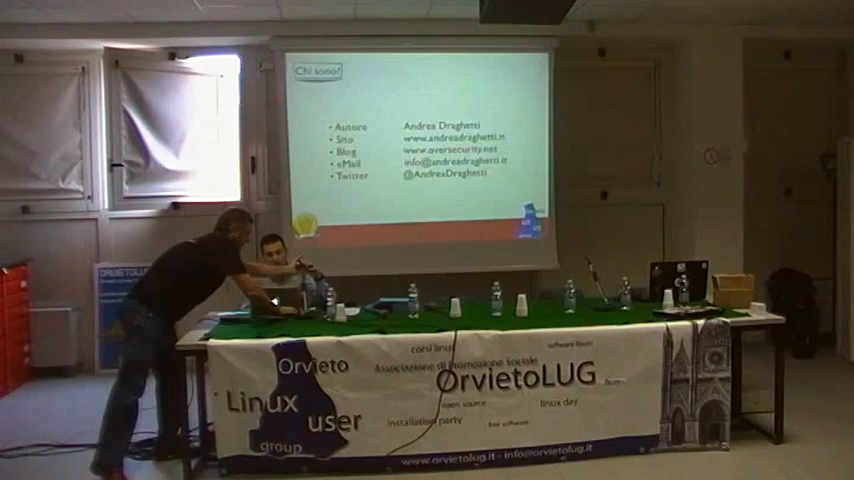 Chi sono?
• Autore Andrea Draghetti
• Sito www.andreadraghetti.it
• Blog www.oversecurity.net
• eMail info@andreadraghetti.it
• Twitter @AndreaDraghetti
ORVIETOLUG
corsi linux
software libero
Orvieto
Associazione di Promozione Sociale
OrvietoLUG
Linux
open source
linux day
user
installation party
free software
group
www.orvietolug.it - info@orvietolug.it